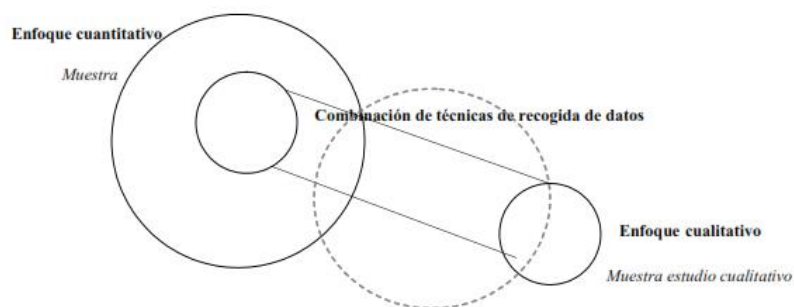 Enfoque cuantitativo
Muestra
Combinación de técnicas de recogida de datos
Enfoque cualitativo
Muestra estudio cualitativo